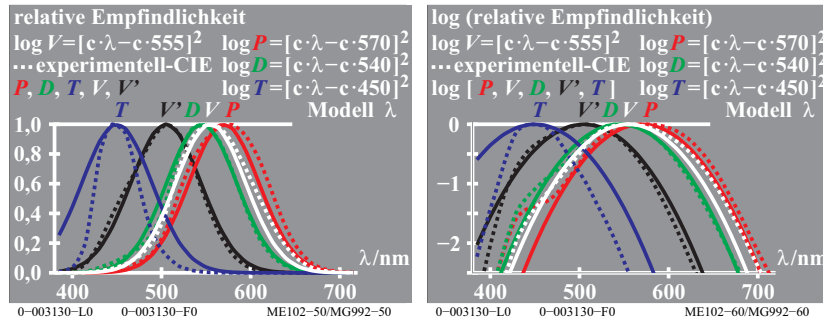 relative Empfindlichkeit
log V=[c·λ−c·555]² log P=[c·λ−c·570]²
experimentell-CIE log D=[c·λ−c·540]²
P, D, T, V, V' log T=[c·λ−c·450]²
Modell λ
T V' D V P
1,0
0,8
0,6
0,4
0,2
0,0
λ/nm
400 500 600 700
0−003130−L0 0−003130−F0 ME102−50/MG992−50
log (relative Empfindlichkeit)
log V=[c·λ−c·555]² log P=[c·λ−c·570]²
experimentell-CIE log D=[c·λ−c·540]²
log [ P, V, D, V', T ] log T=[c·λ−c·450]²
Modell λ
T V' D V P
0
−1
−2
λ/nm
400 500 600 700
0−003130−L0 0−003130−F0 ME102−60/MG992−60